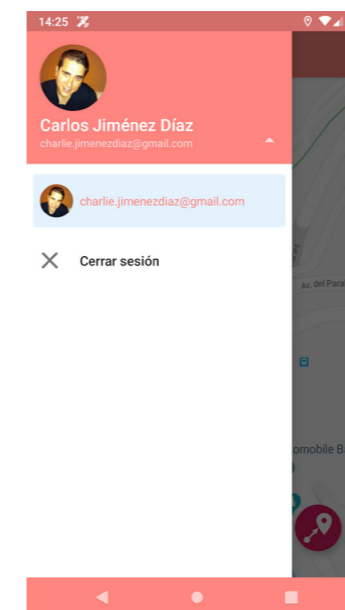 14:25
Carlos Jiménez Díaz
charlie.jimenezdiaz@gmail.com
charlie.jimenezdiaz@gmail.com
Cerrar sesión
Av. del Para
omobile B